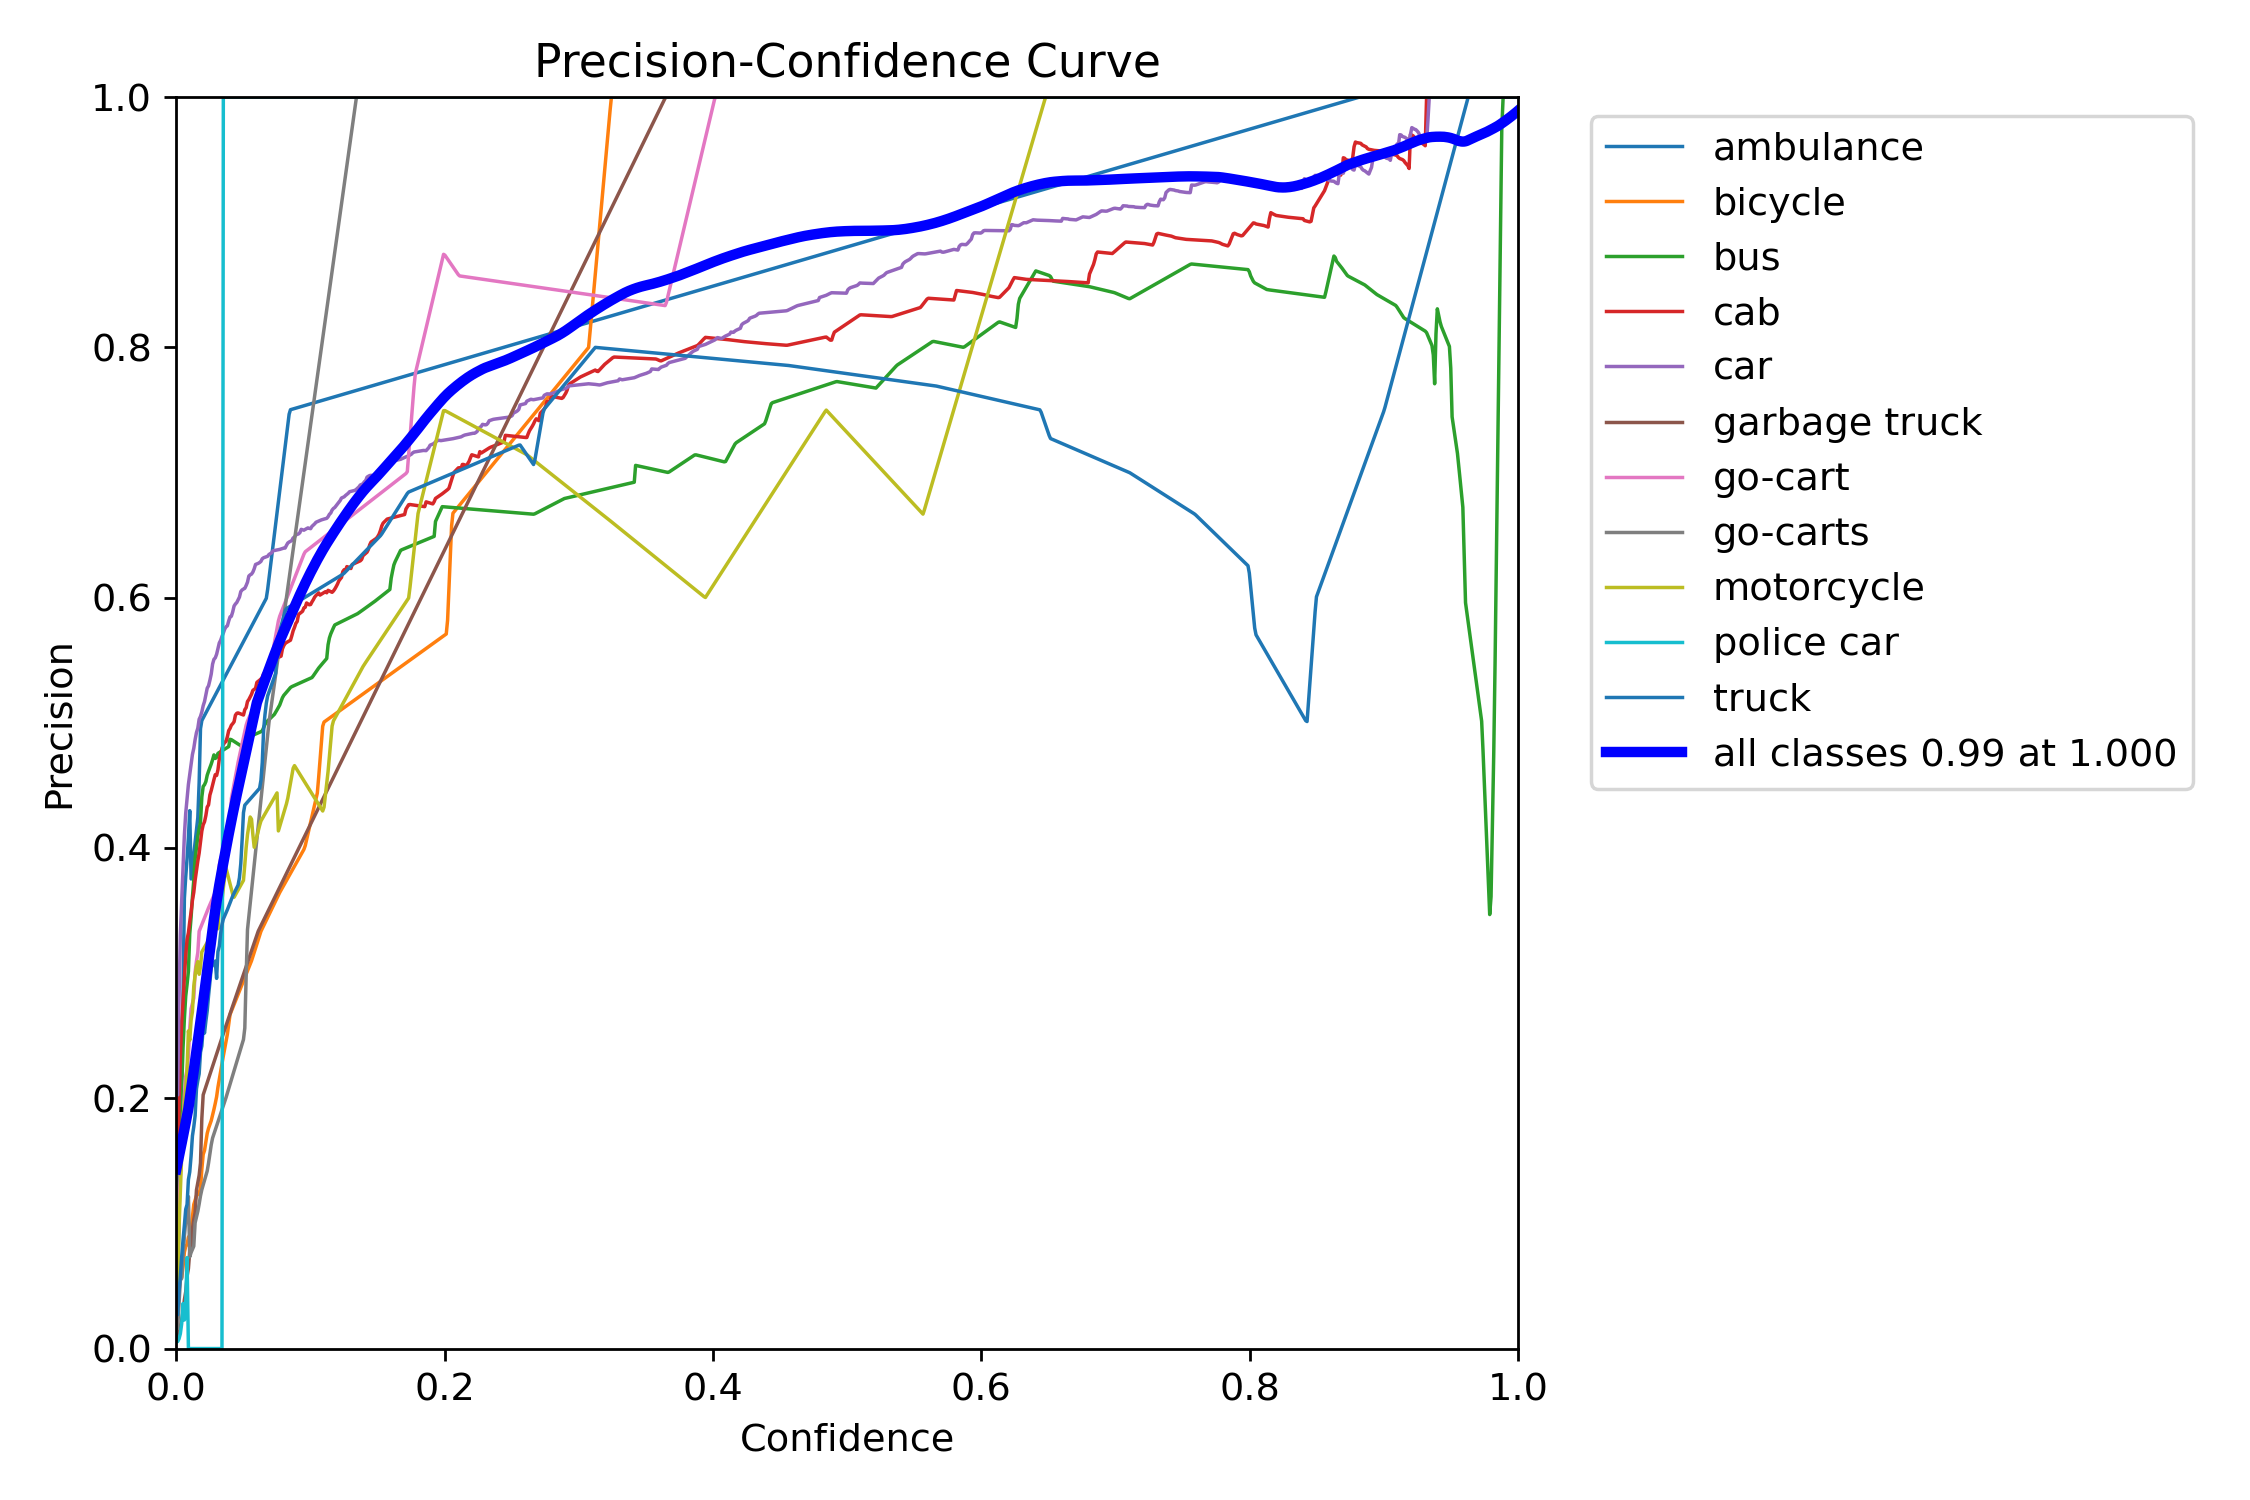 Precision-Confidence Curve
1.0
0.8
0.6
0.4
0.2
0.0
Precision
0.0 0.2 0.4 0.6 0.8 1.0
Confidence
ambulance
bicycle
bus
cab
car
garbage truck
go-cart
go-carts
motorcycle
police car
truck
all classes 0.99 at 1.000